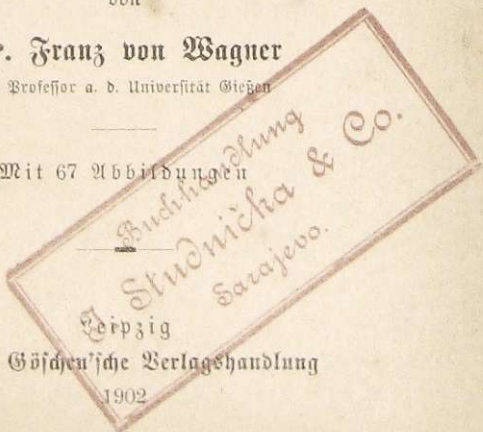 von
r. Franz von Wagner
Professor a. d. Universität Gießen
Mit 67 Abbildungen
Leipzig
Göschen'sche Verlagshandlung
1902
Buchhandlung
J. Studnička & Co.
Sarajevo.